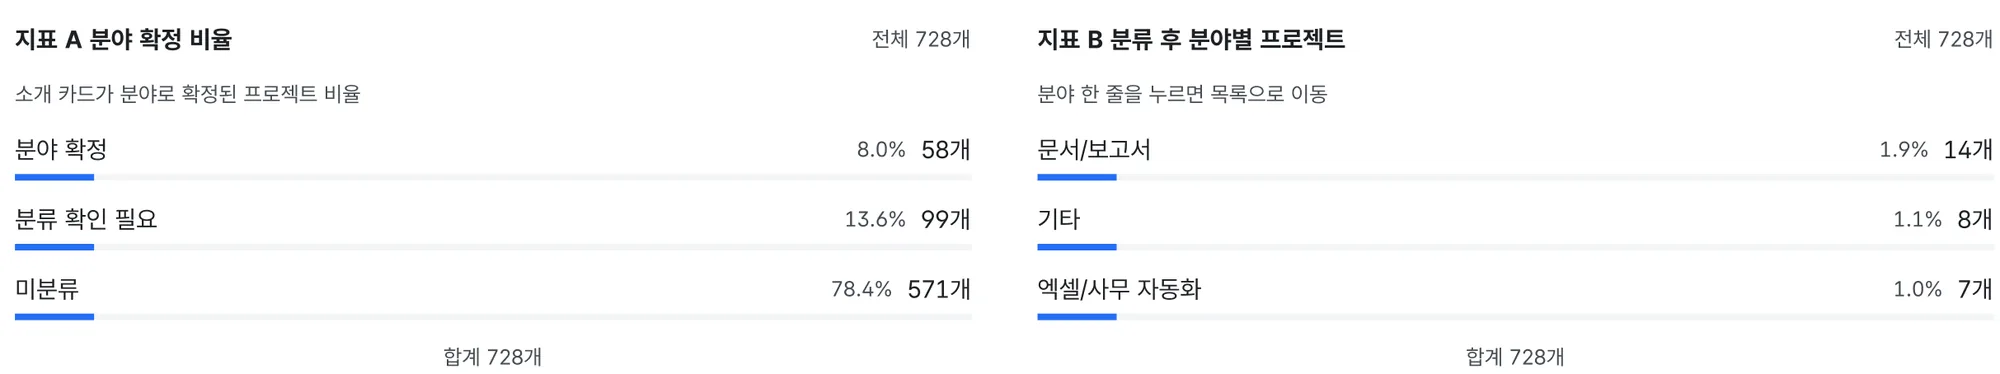 지표 A 분야 확정 비율
전체 728개
소개 카드가 분야로 확정된 프로젝트 비율
분야 확정 8.0% 58개
분류 확인 필요 13.6% 99개
미분류 78.4% 571개
합계 728개
지표 B 분류 후 분야별 프로젝트
전체 728개
분야 한 줄을 누르면 목록으로 이동
문서/보고서 1.9% 14개
기타 1.1% 8개
엑셀/사무 자동화 1.0% 7개
합계 728개